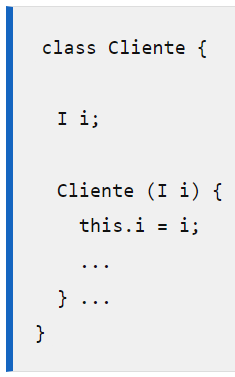 class Cliente {
I i;
Cliente (I i) {
this.i = i;
...
} ...
}